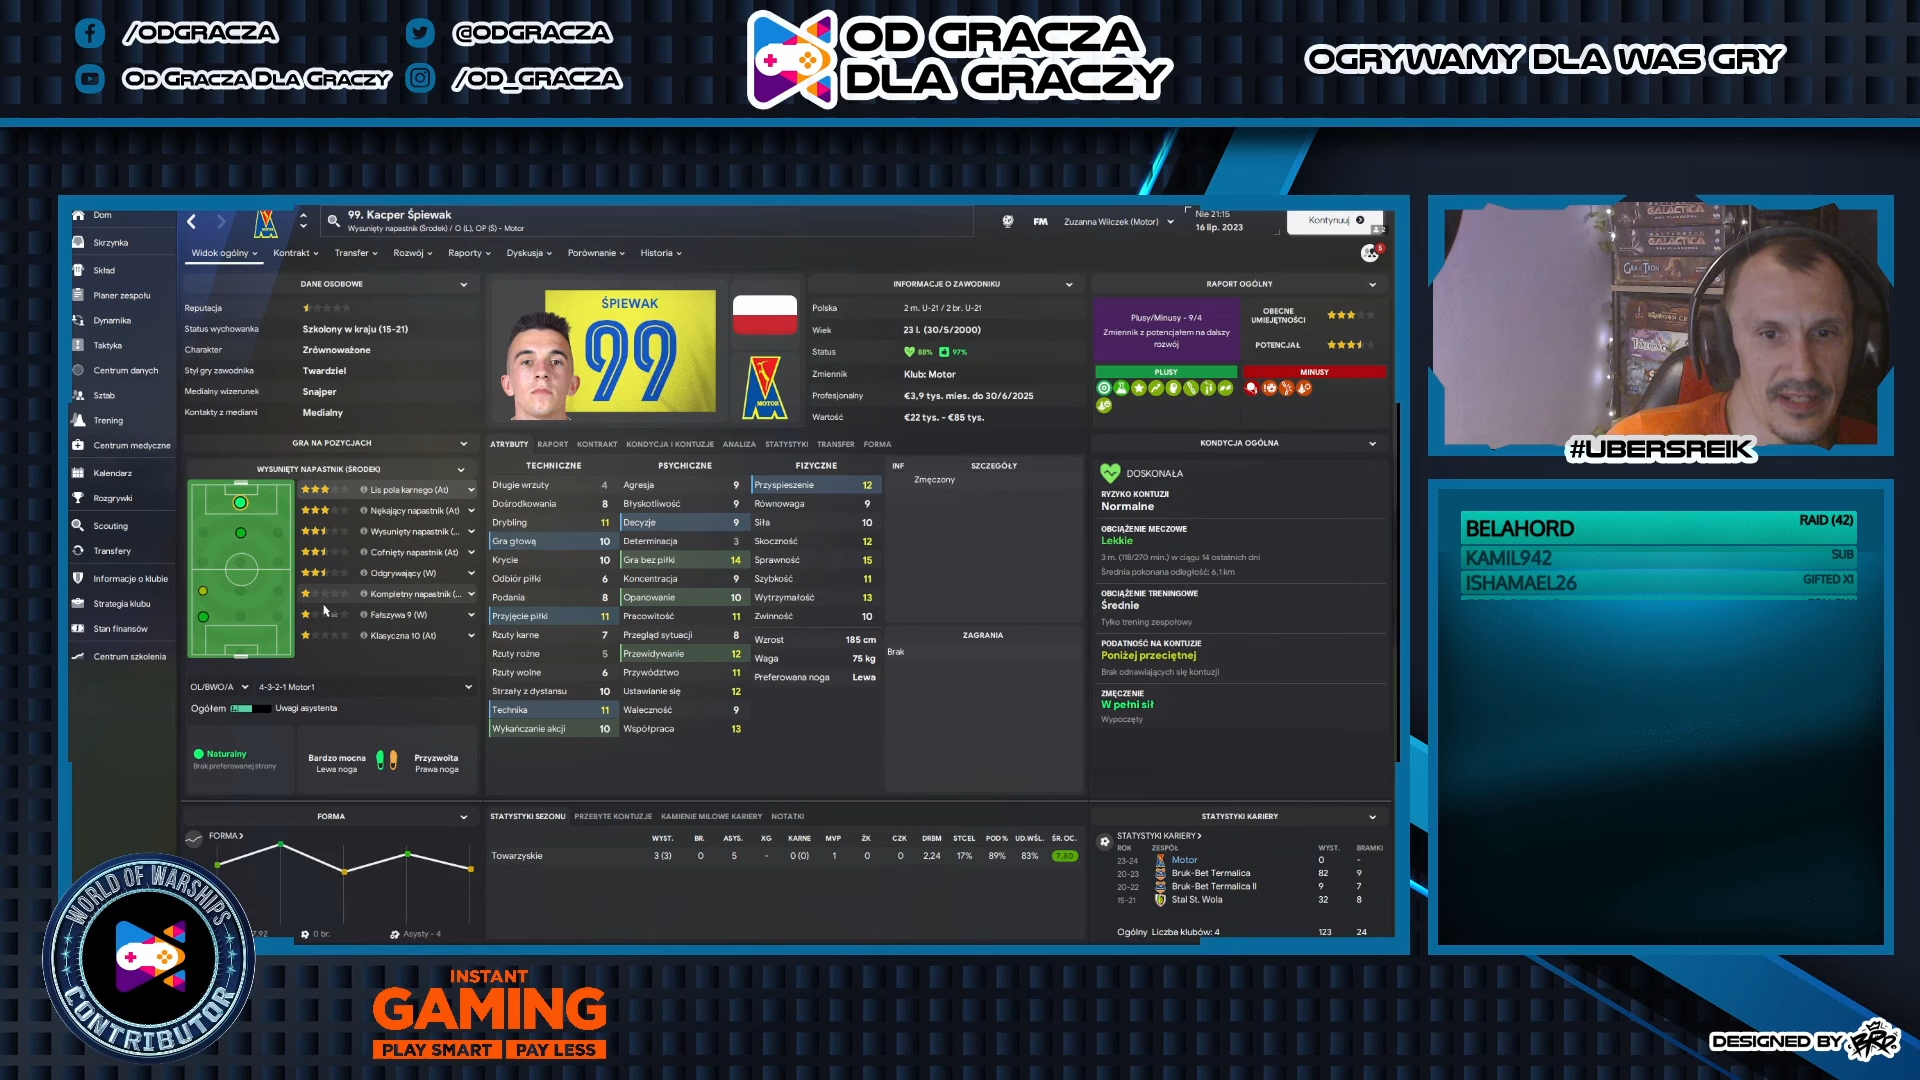 /ODGRACZA
@ODGRACZA
OD GRACZA DLA GRACZY
/OD_GRACZA
OD GRACZA
DLA GRACZY
OGRYWAMY DLA WAS GRY
Dom
Skrzynka
Skład
Planer zespołu
Dynamika
Taktyka
Centrum danych
Sztab
Trening
Centrum medyczne
Kalendarz
Rozgrywki
Scouting
Transfery
Informacje o klubie
Strategia klubu
Stan finansów
Centrum szkolenia
99. Kacper Śpiewak
Wysunięty napastnik (Środek) / O (L), OP (Ś) - Motor
FM
Zuzanna Wilczek (Motor)
Nie 21:15
16 lip. 2023
Kontynuuj
2
5
Widok ogólny
Kontrakt
Transfer
Rozwój
Raporty
Dyskusja
Porównanie
Historia
DANE OSOBOWE
Reputacja
Status wychowanka Szkolony w kraju (15-21)
Charakter Zrównoważone
Styl gry zawodnika Twardziel
Medialny wizerunek Snajper
Kontakty z mediami Medialny
ŚPIEWAK
99
MOTOR
INFORMACJE O ZAWODNIKU
Polska 2 m. U-21 / 2 br. U-21
Wiek 23 l. (30/5/2000)
Status 88% 97%
Zmiennik Klub: Motor
Profesjonalny €3,9 tys. mies. do 30/6/2025
Wartość €22 tys. - €85 tys.
RAPORT OGÓLNY
Plusy/Minusy - 9/4
Zmiennik z potencjałem na dalszy
rozwój
OBECNE
UMIEJĘTNOŚCI
POTENCJAŁ
PLUSY
MINUSY
GRA NA POZYCJACH
WYSUNIĘTY NAPASTNIK (ŚRODEK)
Lis pola karnego (At)
Nękający napastnik (At)
Wysunięty napastnik (...
Cofnięty napastnik (At)
Odgrywający (W)
Kompletny napastnik (...
Fałszywa 9 (W)
Klasyczna 10 (At)
OL/BWO/A 4-3-2-1 Motor1
Ogółem Uwagi asystenta
Naturalny
Brak preferowanej strony
Bardzo mocna
Lewa noga
Przyzwoita
Prawa noga
ATRYBUTY RAPORT KONTRAKT KONDYCJA I KONTUZJE ANALIZA STATYSTYKI TRANSFER FORMA
TECHNICZNE
Długie wrzuty 4
Dośrodkowania 8
Drybling 11
Gra głową 10
Krycie 10
Odbiór piłki 6
Podania 8
Przyjęcie piłki 11
Rzuty karne 7
Rzuty rożne 5
Rzuty wolne 6
Strzały z dystansu 10
Technika 11
Wykańczanie akcji 10
PSYCHICZNE
Agresja 9
Błyskotliwość 9
Decyzje 9
Determinacja 3
Gra bez piłki 14
Koncentracja 9
Opanowanie 10
Pracowitość 11
Przegląd sytuacji 8
Przewidywanie 12
Przywództwo 11
Ustawianie się 12
Waleczność 9
Współpraca 13
FIZYCZNE
Przyspieszenie 12
Równowaga 9
Siła 10
Skoczność 12
Sprawność 15
Szybkość 11
Wytrzymałość 13
Zwinność 10
Wzrost 185 cm
Waga 75 kg
Preferowana noga Lewa
INF SZCZEGÓŁY
Zmęczony
ZAGRANIA
Brak
KONDYCJA OGÓLNA
DOSKONAŁA
RYZYKO KONTUZJI
Normalne
OBCIĄŻENIE MECZOWE
Lekkie
3 m. (118/270 min.) w ciągu 14 ostatnich dni
Średnia pokonana odległość: 6,1 km
OBCIĄŻENIE TRENINGOWE
Średnie
Tylko trening zespołowy
PODATNOŚĆ NA KONTUZJE
Poniżej przeciętnej
Brak odnawiających się kontuzji
ZMĘCZENIE
W pełni sił
Wypoczęty
FORMA
FORMA
7.92
0 br.
Asysty - 4
STATYSTYKI SEZONU PRZEBYTE KONTUZJE KAMIENIE MILOWE KARIERY NOTATKI
WYST. BR. ASYS. XG KARNE MVP ŻK CZK DRBM STCEL POD% UD.WŚL. ŚR. OC.
Towarzyskie 3 (3) 0 5 - 0 (0) 1 0 0 2,24 17% 89% 83% 7.80
STATYSTYKI KARIERY
STATYSTYKI KARIERY
ROK ZESPÓŁ WYST. BRAMKI
23-24 Motor 0 -
20-23 Bruk-Bet Termalica 82 9
20-22 Bruk-Bet Termalica II 9 7
15-21 Stal St. Wola 32 8
Ogólny Liczba klubów: 4 123 24
#UBERSREIK
BELAHORD RAID (42)
KAMIL942 SUB
ISHAMAEL26 GIFTED X1
WORLD OF WARSHIPS
CONTRIBUTOR
INSTANT
GAMING
PLAY SMART PAY LESS
DESIGNED BY BRD